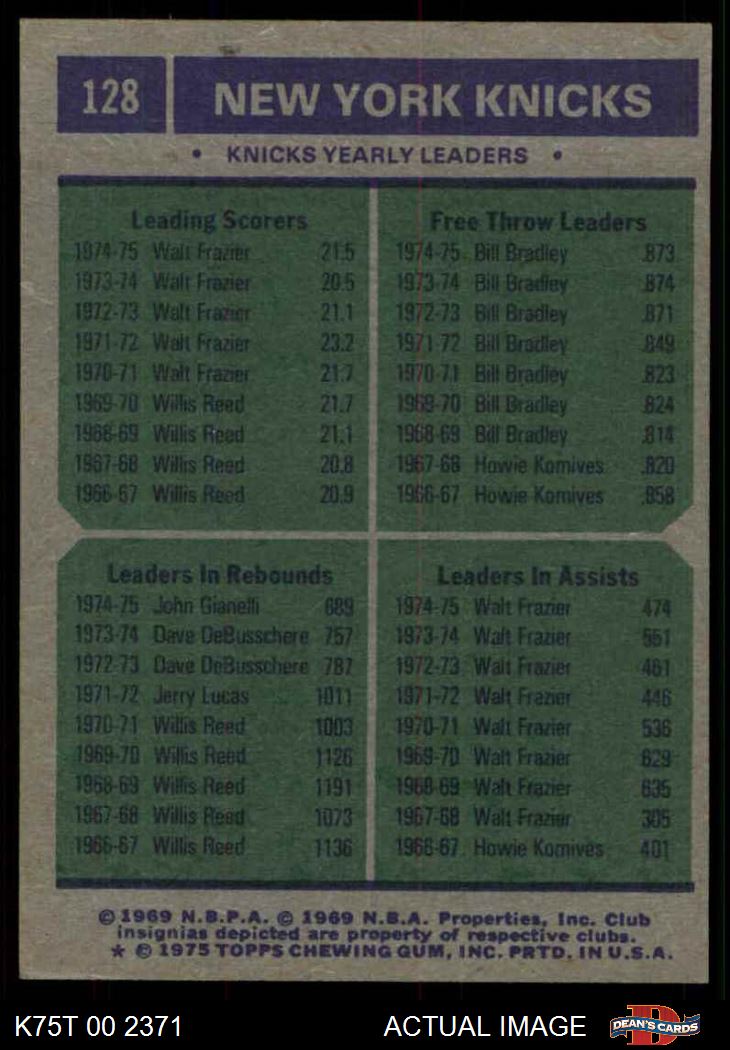 128 NEW YORK KNICKS
• KNICKS YEARLY LEADERS •
Leading Scorers
1974-75 Walt Frazier 21.5
1973-74 Walt Frazier 20.5
1972-73 Walt Frazier 21.1
1971-72 Walt Frazier 23.2
1970-71 Walt Frazier 21.7
1969-70 Willis Reed 21.7
1968-69 Willis Reed 21.1
1967-68 Willis Reed 20.8
1966-67 Willis Reed 20.9
Free Throw Leaders
1974-75 Bill Bradley .873
1973-74 Bill Bradley .874
1972-73 Bill Bradley .871
1971-72 Bill Bradley .849
1970-71 Bill Bradley .823
1969-70 Bill Bradley .824
1968-69 Bill Bradley .814
1967-68 Howie Komives .820
1966-67 Howie Komives .858
Leaders In Rebounds
1974-75 John Gianelli 689
1973-74 Dave DeBusschere 757
1972-73 Dave DeBusschere 787
1971-72 Jerry Lucas 1011
1970-71 Willis Reed 1003
1969-70 Willis Reed 1126
1968-69 Willis Reed 1191
1967-68 Willis Reed 1073
1966-67 Willis Reed 1136
Leaders In Assists
1974-75 Walt Frazier 474
1973-74 Walt Frazier 551
1972-73 Walt Frazier 461
1971-72 Walt Frazier 446
1970-71 Walt Frazier 536
1969-70 Walt Frazier 629
1968-69 Walt Frazier 635
1967-68 Walt Frazier 305
1966-67 Howie Komives 401
© 1969 N.B.P.A. © 1969 N.B.A. Properties, Inc. Club
insignias depicted are property of respective clubs.
* © 1975 TOPPS CHEWING GUM, INC. PRTD. IN U.S.A.
K75T 00 2371 ACTUAL IMAGE D DEAN'S CARDS